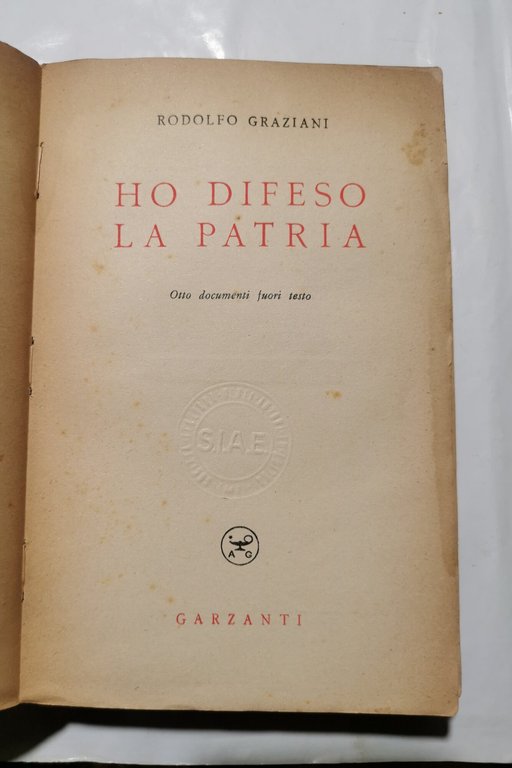 RODOLFO GRAZIANI
HO DIFESO
LA PATRIA
Otto documenti fuori testo
S.I.A.E.
A G
GARZANTI